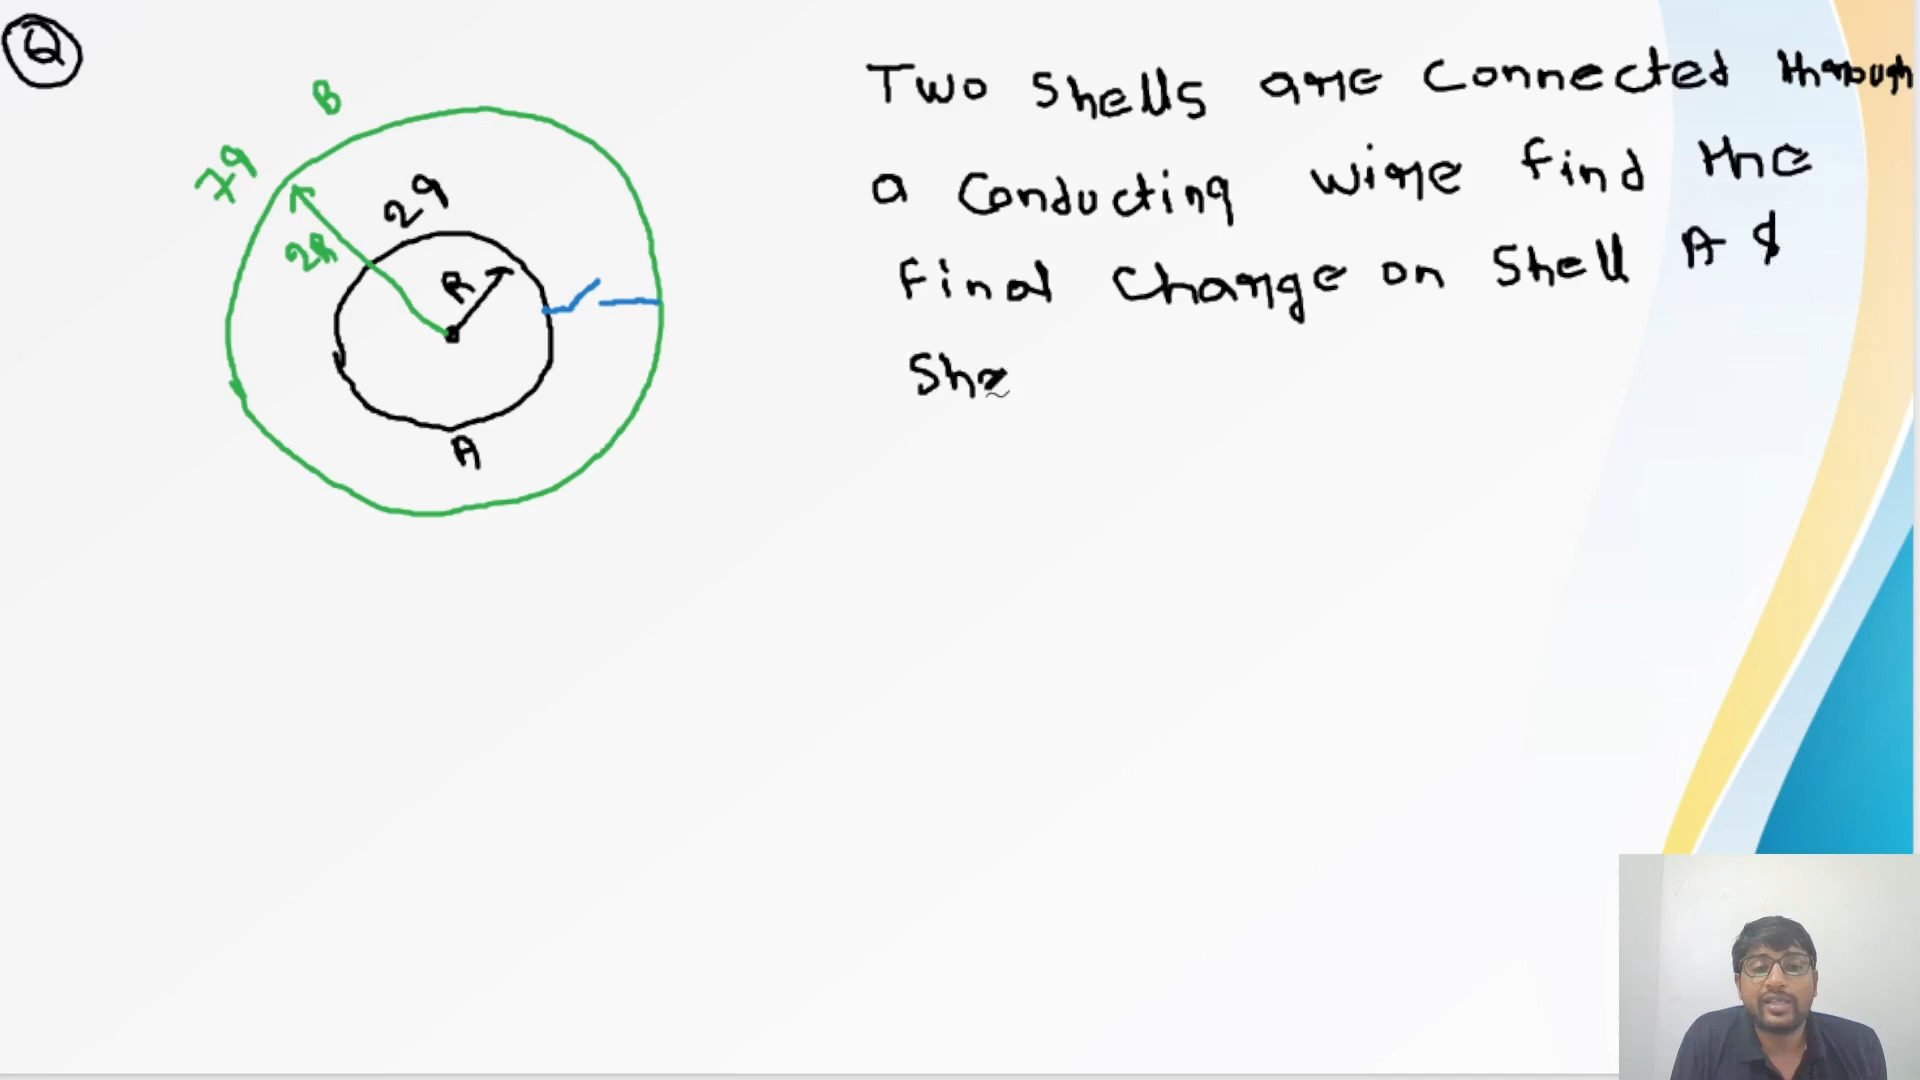 Q
B
7q
2q
2R
R
A
Two shells are connected through
a conducting wire find the
final charge on shell A &
She